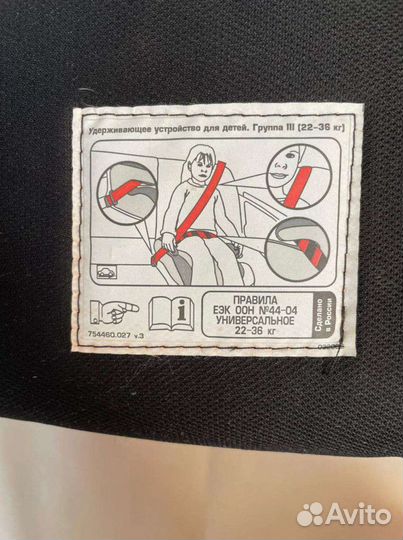 Удерживающее устройство для детей. Группа III (22-36 кг)
ПРАВИЛА
ЕЭК ООН №44-04
УНИВЕРСАЛЬНОЕ
22-36 кг
Сделано
в России
754460.027 v.3
Avito